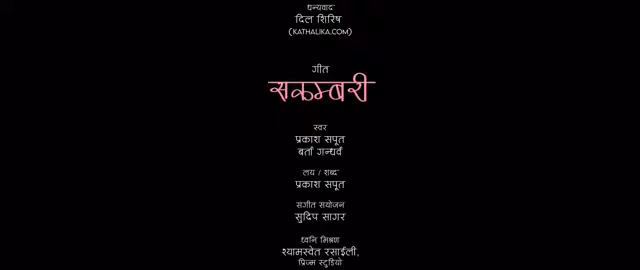 धन्यवाद
दिल शिरिष
(KATHALIKA.COM)
गीत
सकम्बरी
स्वर
प्रकाश सपूत
बर्ता गन्धर्व
लय / शब्द
प्रकाश सपूत
संगीत संयोजन
सुदिप सागर
ध्वनि मिश्रण
श्यामस्वेत रसाईली,
प्रिज्म स्टुडियो